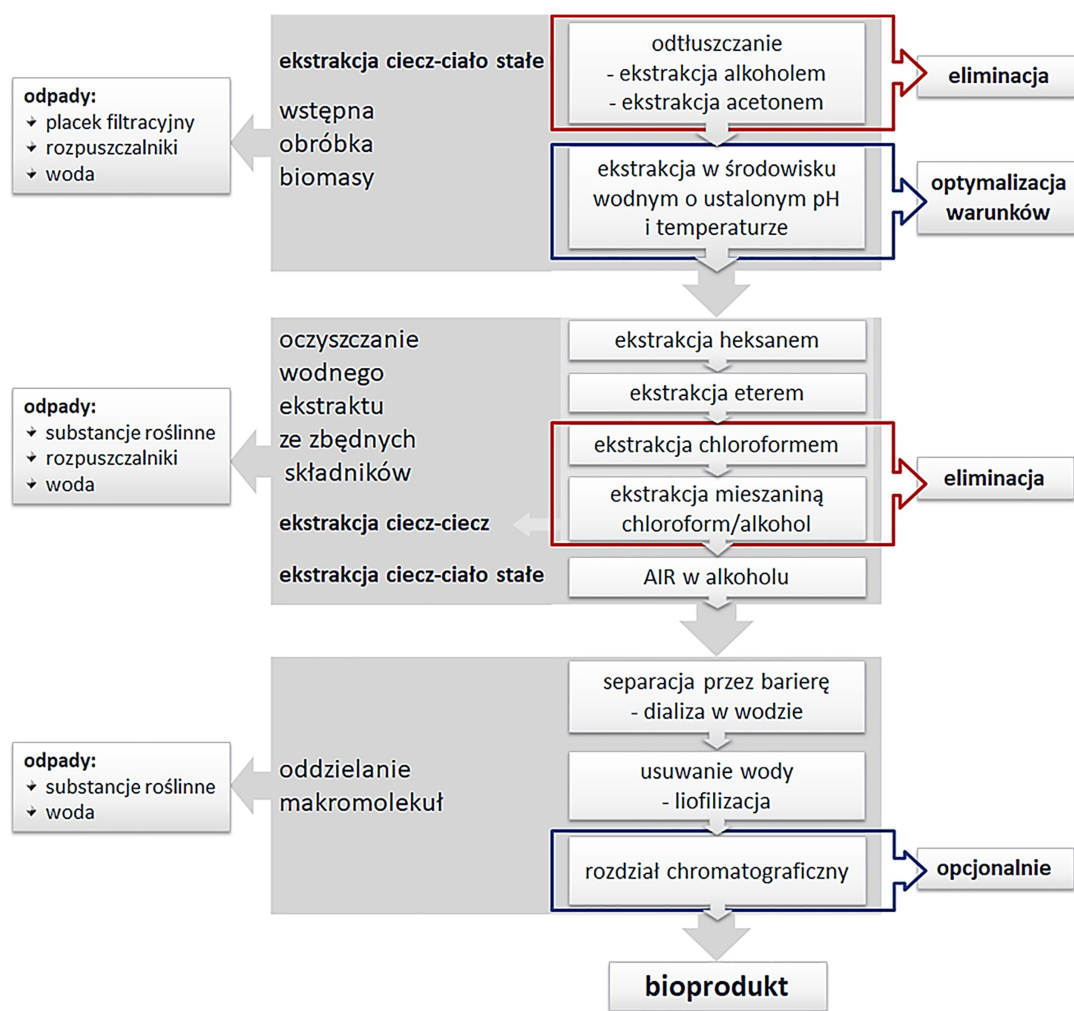 odpady:
placek filtracyjny
rozpuszczalniki
woda
ekstrakcja ciecz-ciało stałe
wstępna
obróbka
biomasy
odtłuszczanie
- ekstrakcja alkoholem
- ekstrakcja acetonem
eliminacja
ekstrakcja w środowisku
wodnym o ustalonym pH
i temperaturze
optymalizacja
warunków
odpady:
substancje roślinne
rozpuszczalniki
woda
oczyszczanie
wodnego
ekstraktu
ze zbędnych
składników
ekstrakcja ciecz-ciecz
ekstrakcja ciecz-ciało stałe
ekstrakcja heksanem
ekstrakcja eterem
ekstrakcja chloroformem
ekstrakcja mieszaniną
chloroform/alkohol
AIR w alkoholu
eliminacja
odpady:
substancje roślinne
woda
oddzielanie
makromolekuł
separacja przez barierę
- dializa w wodzie
usuwanie wody
- liofilizacja
rozdział chromatograficzny
opcjonalnie
bioprodukt